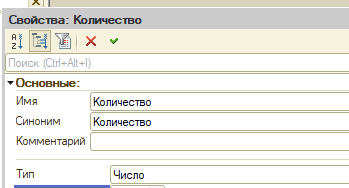 Свойства: Количество
Поиск (Ctrl+Alt+I)
Основные:
Имя Количество
Синоним Количество
Комментарий
Тип Число